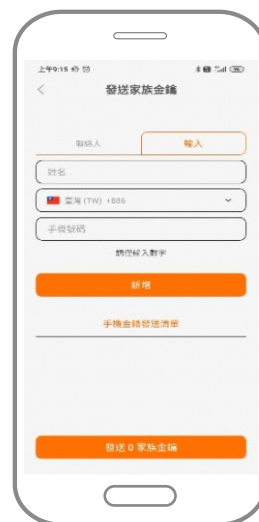 上午9:15
發送家族金鑰
聯絡人
輸入
姓名
臺灣 (TW) +886
手機號碼
請僅輸入數字
新增
手機金鑰發送清單
發送 0 家族金鑰